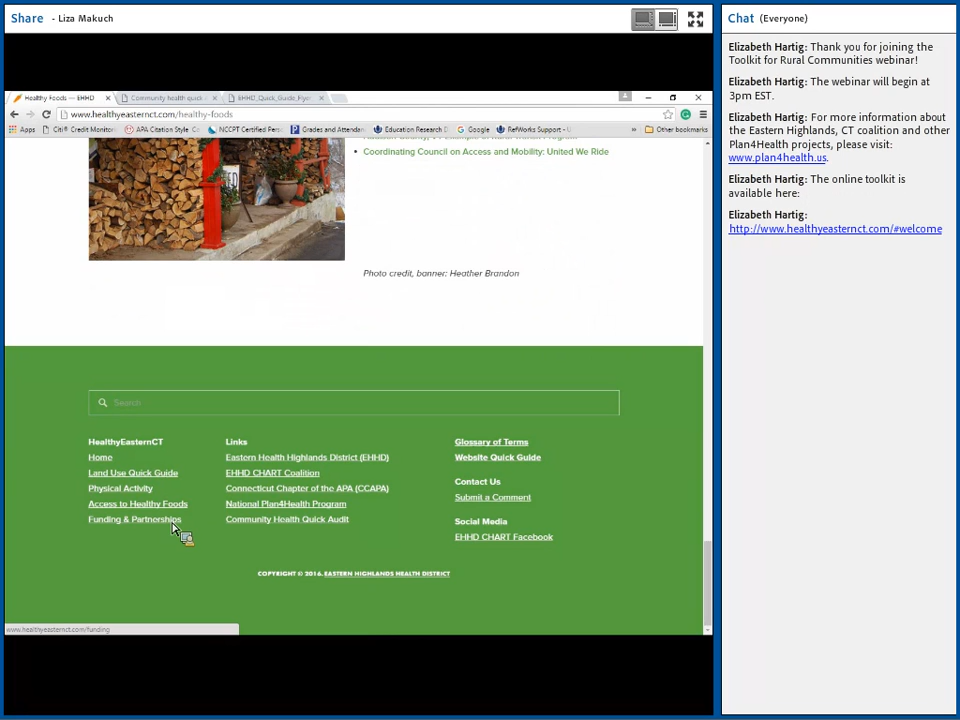 Share - Liza Makuch
Healthy Foods — EHHD
Community health quick
EHHD_Quick_Guide_Flyer
www.healthyeasternct.com/healthy-foods
Apps Citi® Credit Monitor APA Citation Style NCCPT Certified Pers Grades and Attendan Education Research Google RefWorks Support - U » Other bookmarks
• Coordinating Council on Access and Mobility: United We Ride
Photo credit, banner: Heather Brandon
Search
HealthyEasternCT
Home
Land Use Quick Guide
Physical Activity
Access to Healthy Foods
Funding & Partnerships
Links
Eastern Health Highlands District (EHHD)
EHHD CHART Coalition
Connecticut Chapter of the APA (CCAPA)
National Plan4Health Program
Community Health Quick Audit
Glossary of Terms
Website Quick Guide
Contact Us
Submit a Comment
Social Media
EHHD CHART Facebook
COPYRIGHT © 2016. EASTERN HIGHLANDS HEALTH DISTRICT
www.healthyeasternct.com/funding
Chat (Everyone)
Elizabeth Hartig: Thank you for joining the
Toolkit for Rural Communities webinar!
Elizabeth Hartig: The webinar will begin at
3pm EST.
Elizabeth Hartig: For more information about
the Eastern Highlands, CT coalition and other
Plan4Health projects, please visit:
www.plan4health.us.
Elizabeth Hartig: The online toolkit is
available here:
Elizabeth Hartig:
http://www.healthyeasternct.com/#welcome